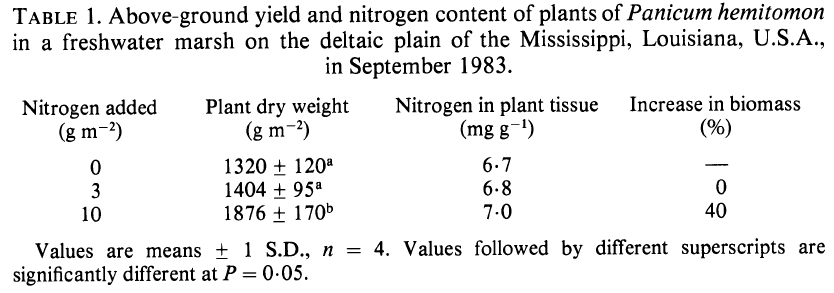 TABLE 1. Above-ground yield and nitrogen content of plants of Panicum hemitomon
in a freshwater marsh on the deltaic plain of the Mississippi, Louisiana, U.S.A.,
in September 1983.
Nitrogen added Plant dry weight Nitrogen in plant tissue Increase in biomass
(g m⁻²) (g m⁻²) (mg g⁻¹) (%)
0 1320 ± 120ᵃ 6·7 —
3 1404 ± 95ᵃ 6·8 0
10 1876 ± 170ᵇ 7·0 40
Values are means ± 1 S.D., n = 4. Values followed by different superscripts are
significantly different at P = 0·05.